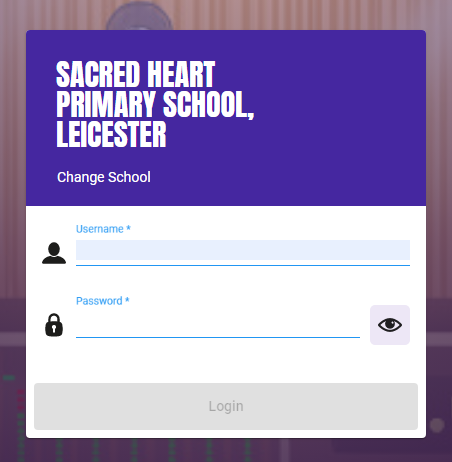 SACRED HEART
PRIMARY SCHOOL,
LEICESTER
Change School
Username *
Password *
Login